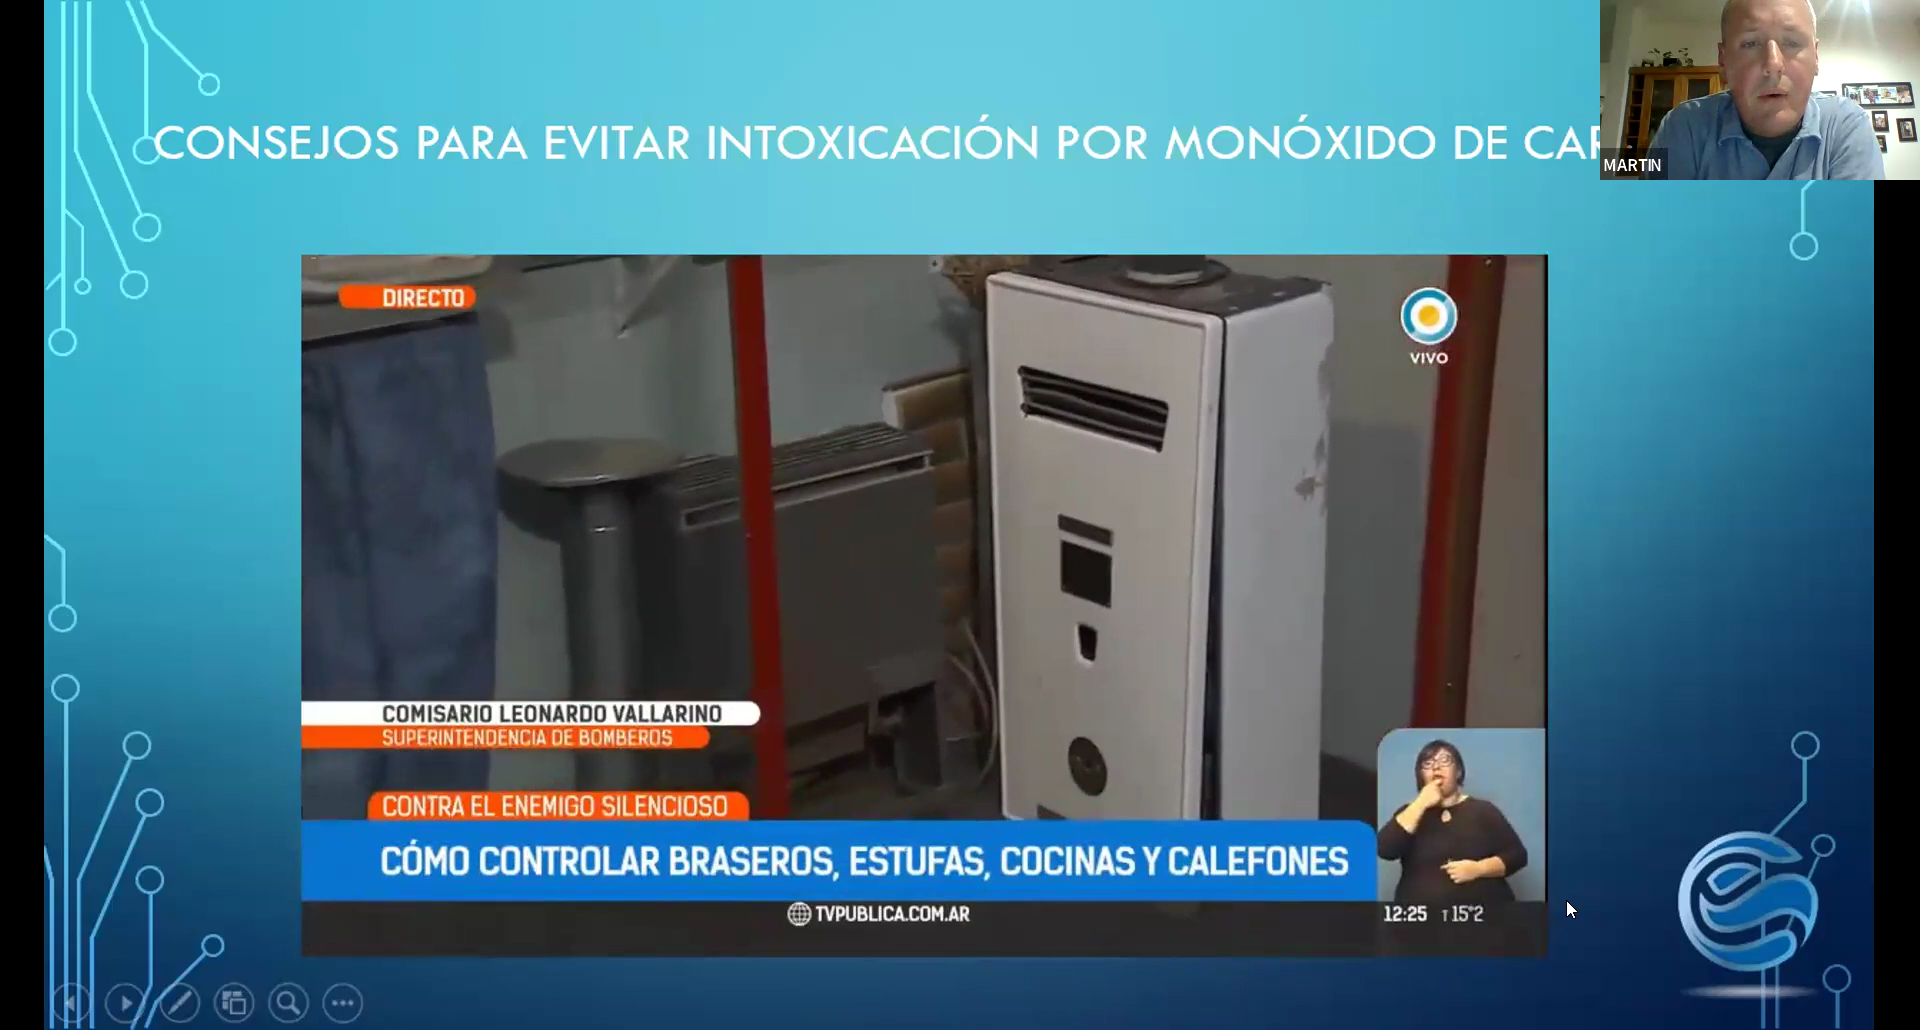 CONSEJOS PARA EVITAR INTOXICACIÓN POR MONÓXIDO DE CAR
MARTIN
DIRECTO
VIVO
COMISARIO LEONARDO VALLARINO
SUPERINTENDENCIA DE BOMBEROS
CONTRA EL ENEMIGO SILENCIOSO
CÓMO CONTROLAR BRASEROS, ESTUFAS, COCINAS Y CALEFONES
TVPUBLICA.COM.AR
12:25 T 15°2